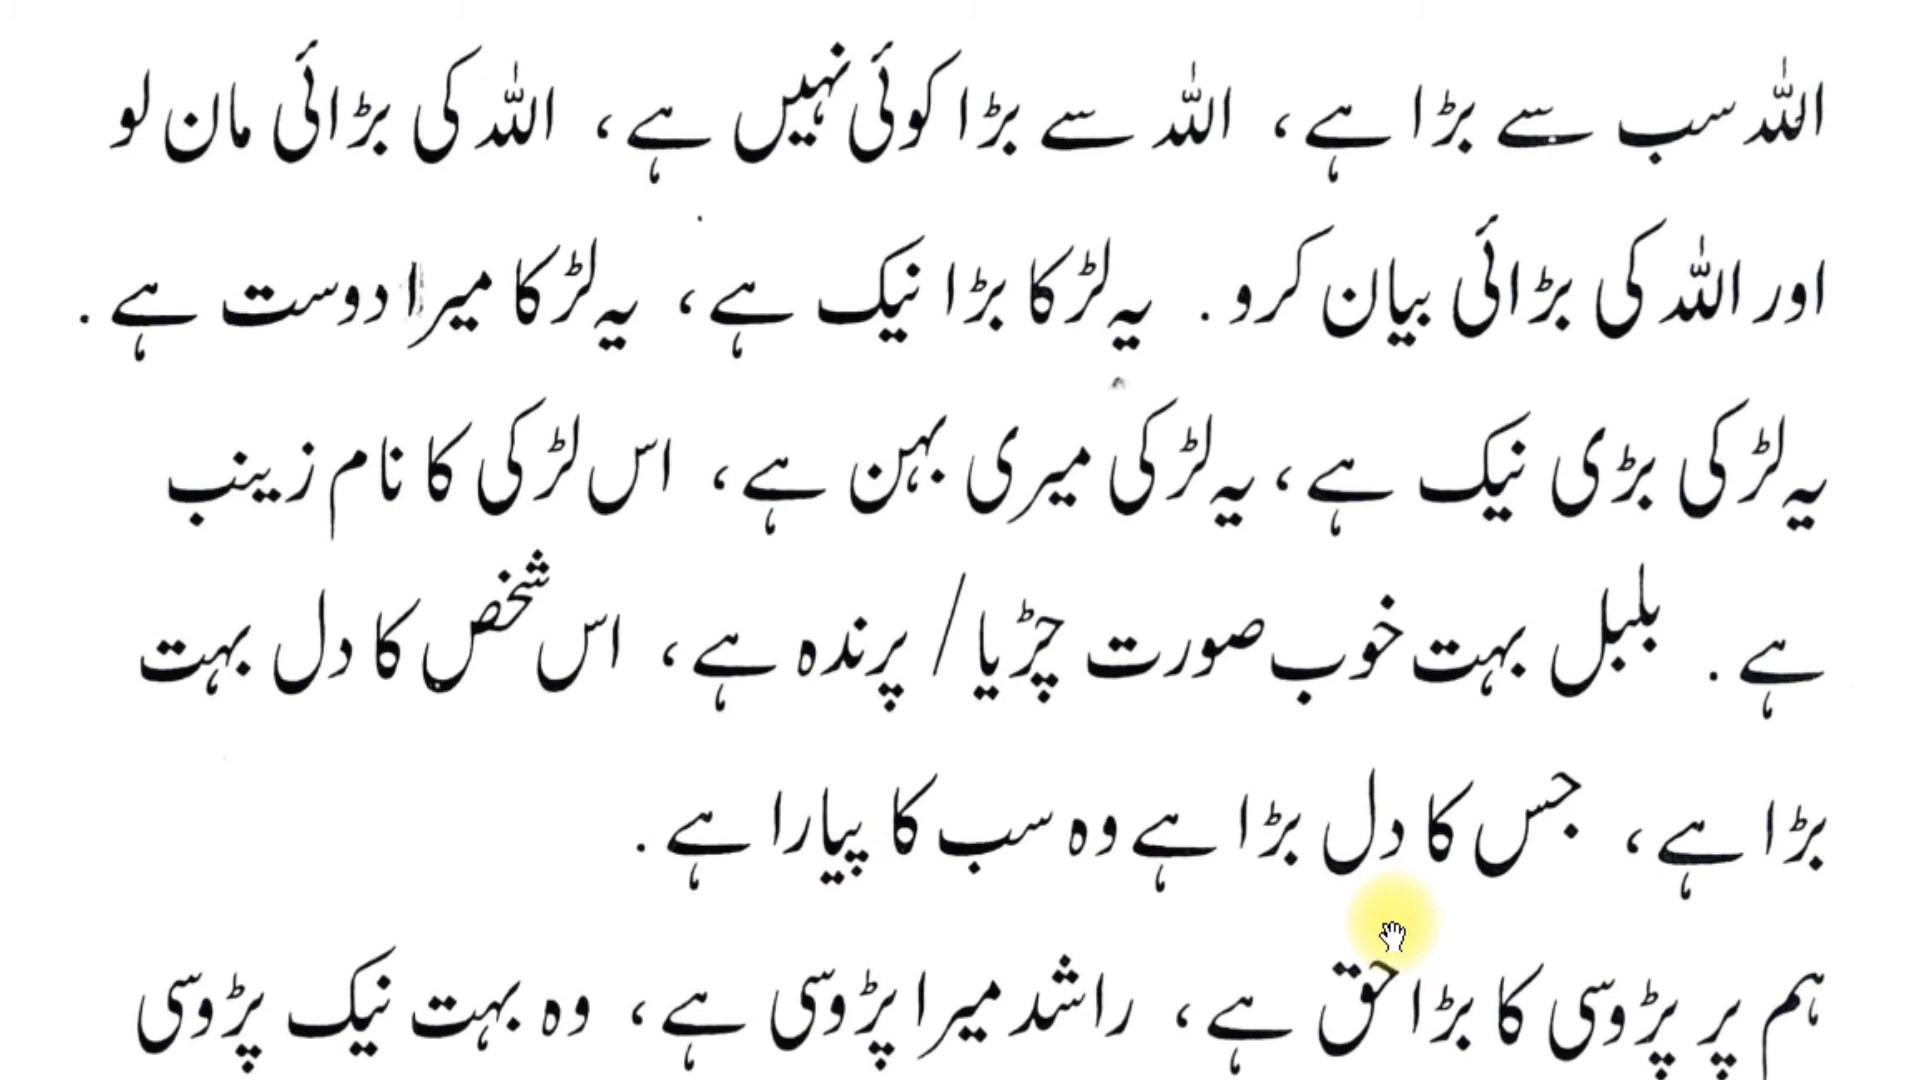 اللہ سب سے بڑا ہے، اللہ سے بڑا کوئی نہیں ہے، اللہ کی بڑائی مان لو
اور اللہ کی بڑائی بیان کرو. یہ لڑکا بڑا نیک ہے، یہ لڑکا میرا دوست ہے.
یہ لڑکی بڑی نیک ہے، یہ لڑکی میری بہن ہے، اس لڑکی کا نام زینب
ہے. بلبل بہت خوب صورت چڑیا / پرندہ ہے، اس شخص کا دل بہت
بڑا ہے، جس کا دل بڑا ہے وہ سب کا پیارا ہے.
ہم پر پڑوسی کا بڑا حق ہے، راشد میرا پڑوسی ہے، وہ بہت نیک پڑوسی